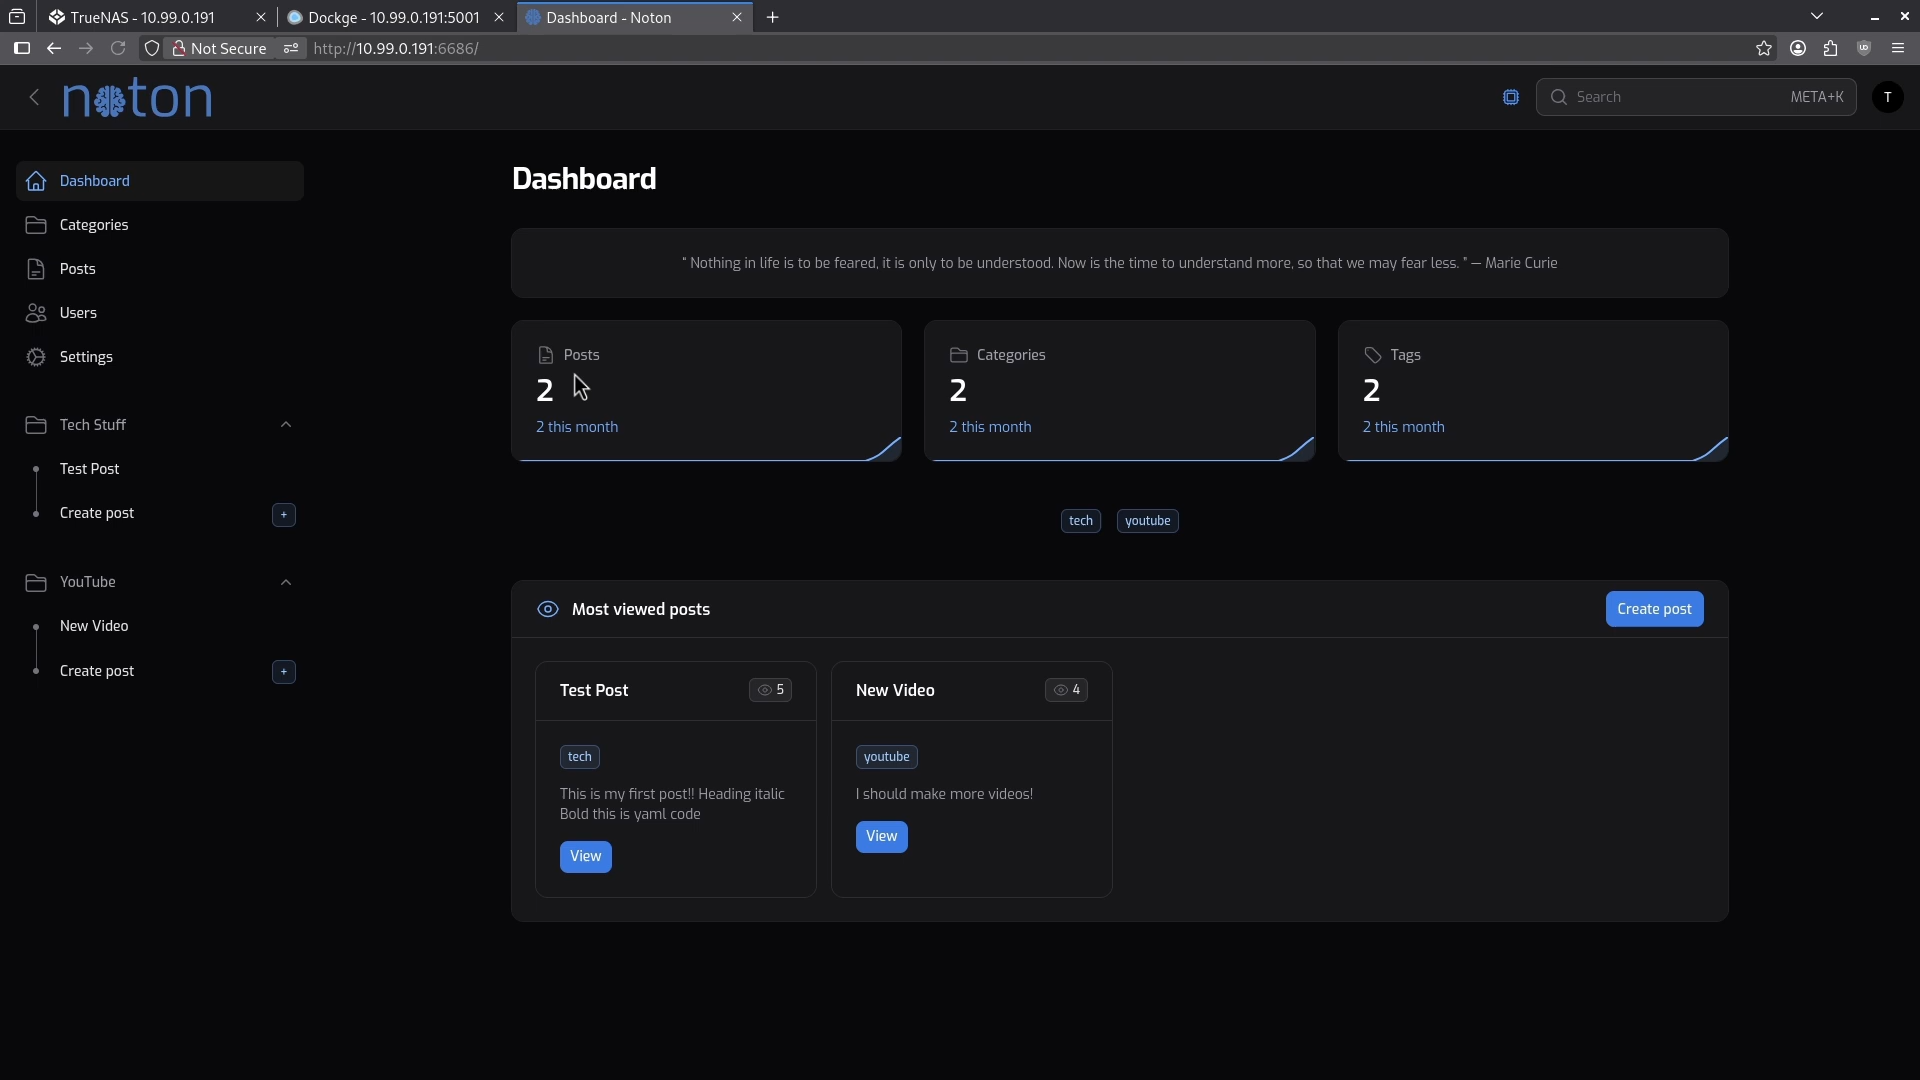 TrueNAS - 10.99.0.191
Dockge - 10.99.0.191:5001
Dashboard - Noton
Not Secure
http://10.99.0.191:6686/
noton
Search
META+K
T
Dashboard
Categories
Posts
Users
Settings
Tech Stuff
Test Post
Create post
+
YouTube
New Video
Create post
+
Dashboard
“ Nothing in life is to be feared, it is only to be understood. Now is the time to understand more, so that we may fear less. ” — Marie Curie
Posts
2
2 this month
Categories
2
2 this month
Tags
2
2 this month
tech
youtube
Most viewed posts
Create post
Test Post
5
tech
This is my first post!! Heading italic
Bold this is yaml code
View
New Video
4
youtube
I should make more videos!
View